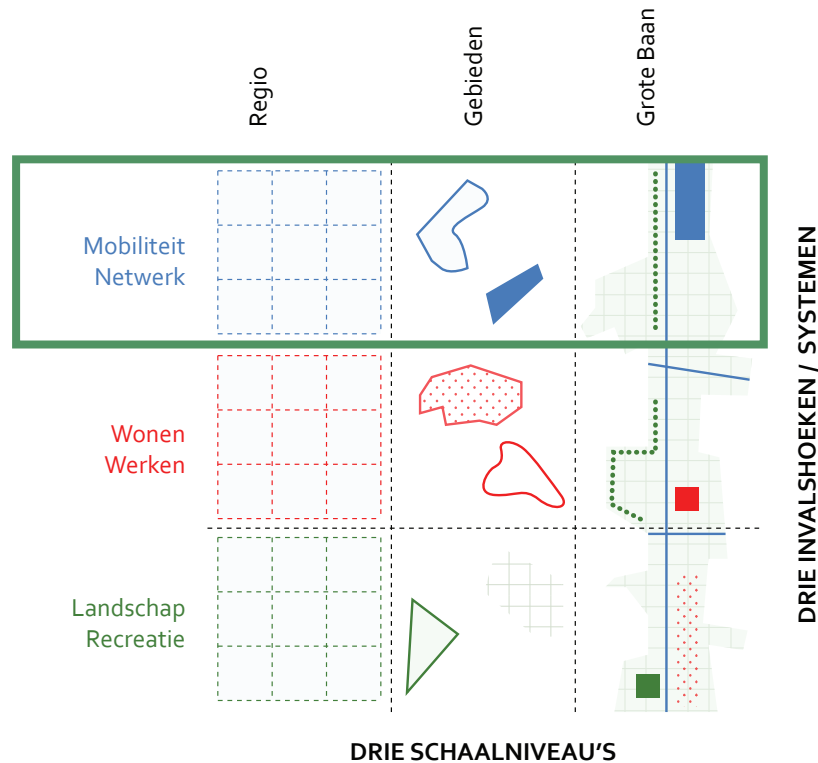 Regio
Gebieden
Grote Baan
Mobiliteit
Netwerk
Wonen
Werken
Landschap
Recreatie
DRIE INVALSHOEKEN / SYSTEMEN
DRIE SCHAALNIVEAU'S